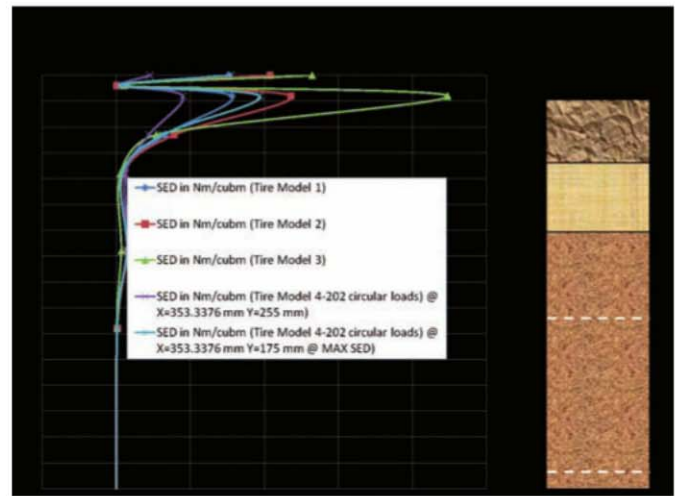 SED in Nm/cubm (Tire Model 1)
SED in Nm/cubm (Tire Model 2)
SED in Nm/cubm (Tire Model 3)
SED in Nm/cubm (Tire Model 4-202 circular loads) @
X=353.3376 mm Y=255 mm)
SED in Nm/cubm (Tire Model 4-202 circular loads) @
X=353.3376 mm Y=175 mm @ MAX SED)